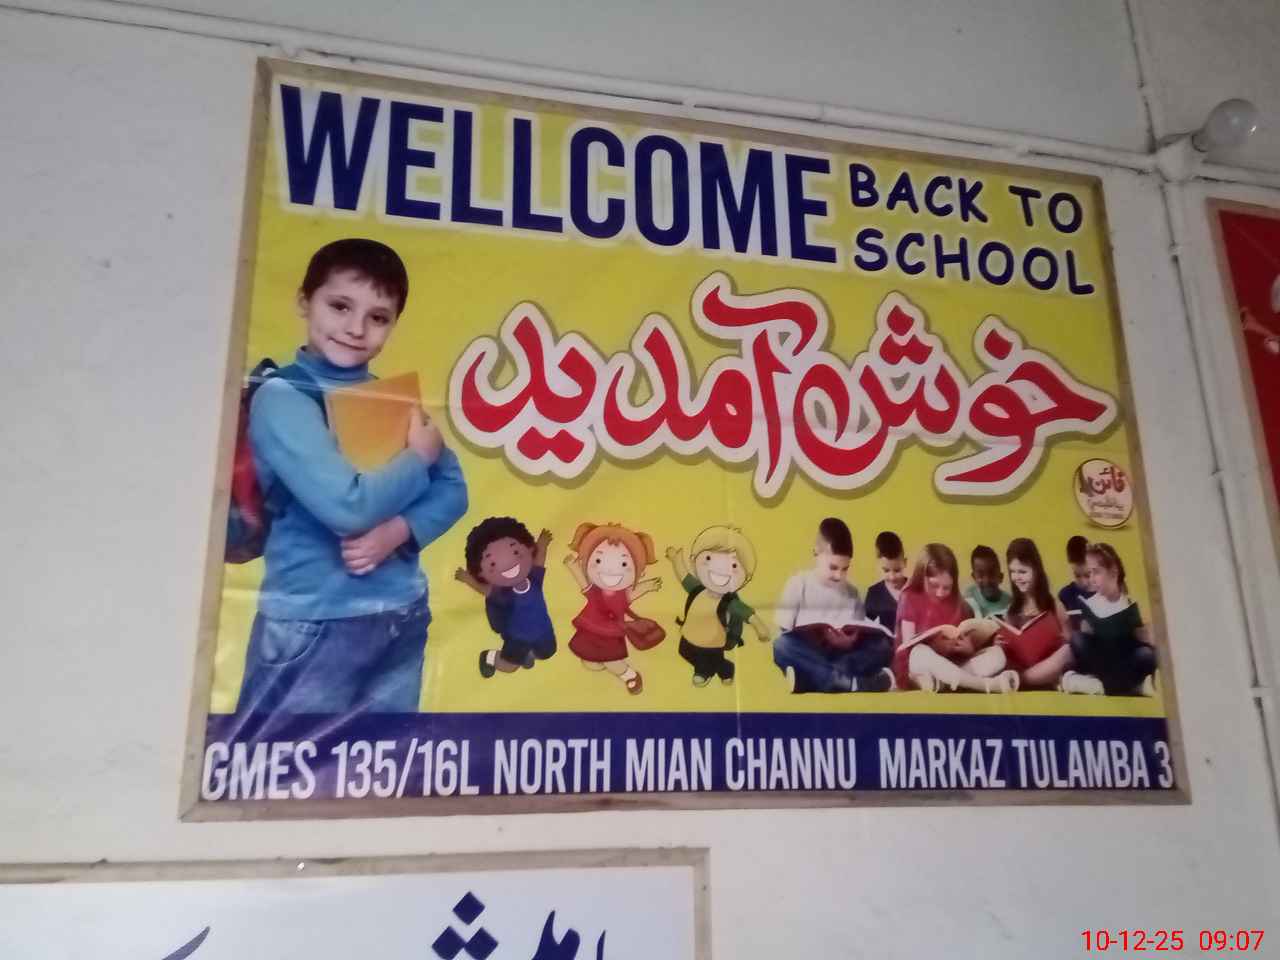 WELLCOME
BACK TO
SCHOOL
خوش آمدید
فائن
GMES 135/16L NORTH MIAN CHANNU MARKAZ TULAMBA 3
10-12-25 09:07